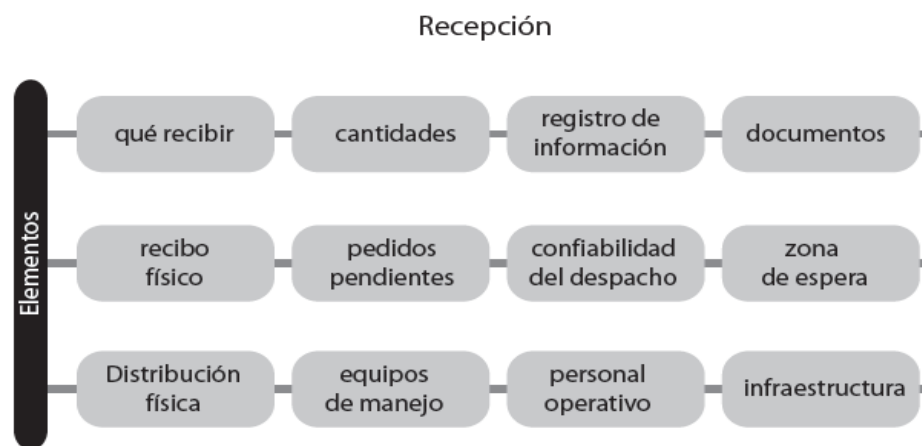 Recepción
Elementos
qué recibir
cantidades
registro de
información
documentos
recibo
físico
pedidos
pendientes
confiabilidad
del despacho
zona
de espera
Distribución
física
equipos
de manejo
personal
operativo
infraestructura